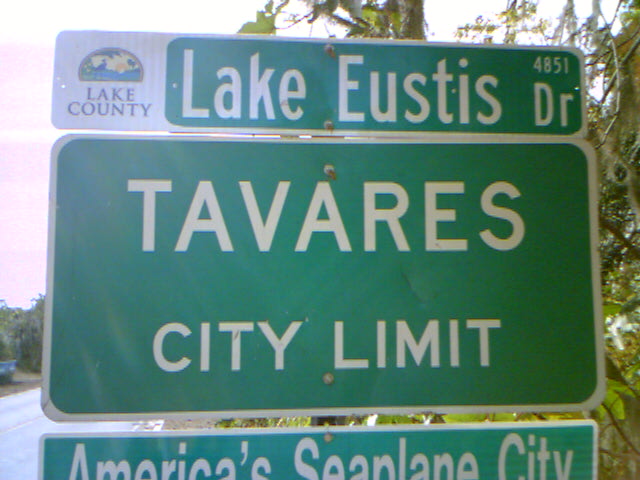 LAKE
COUNTY
Lake Eustis Dr
4851
TAVARES
CITY LIMIT
America's Seaplane City